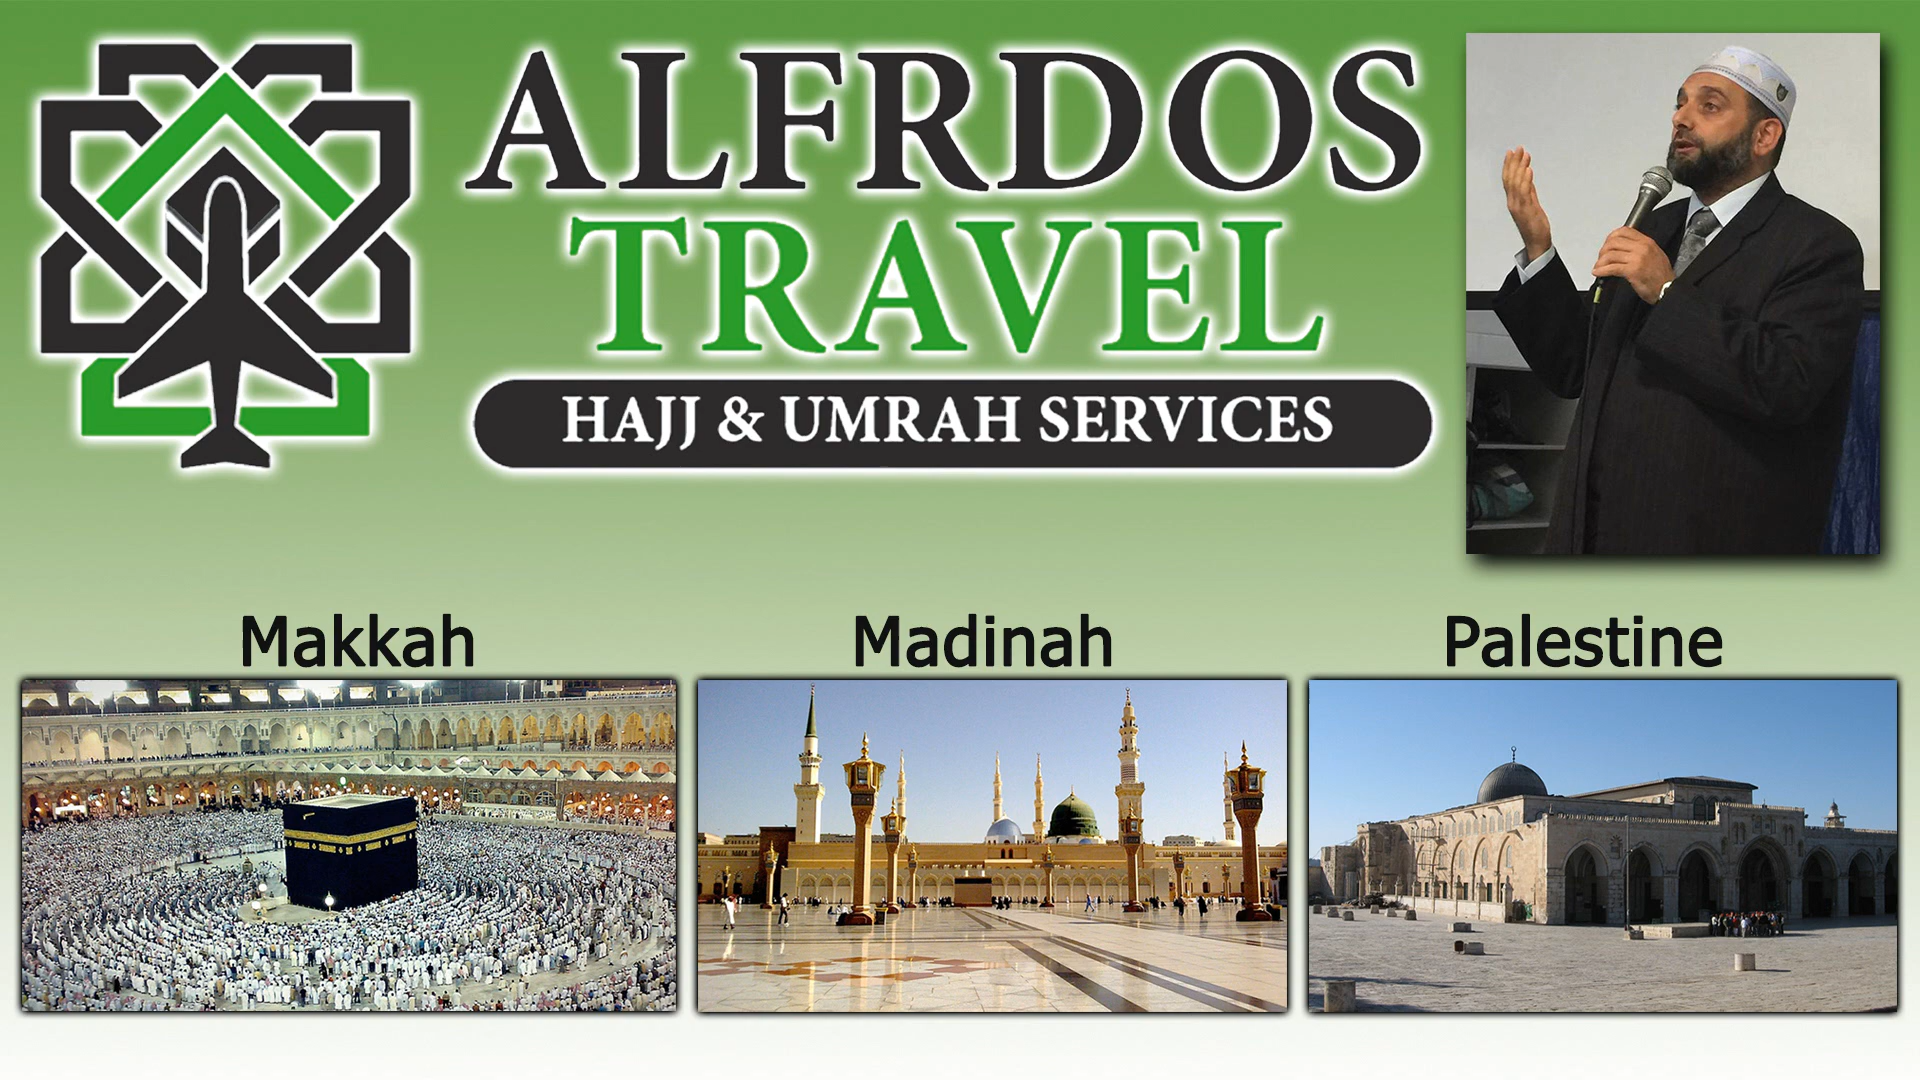 ALFRDOS
TRAVEL
HAJJ & UMRAH SERVICES
Makkah
Madinah
Palestine